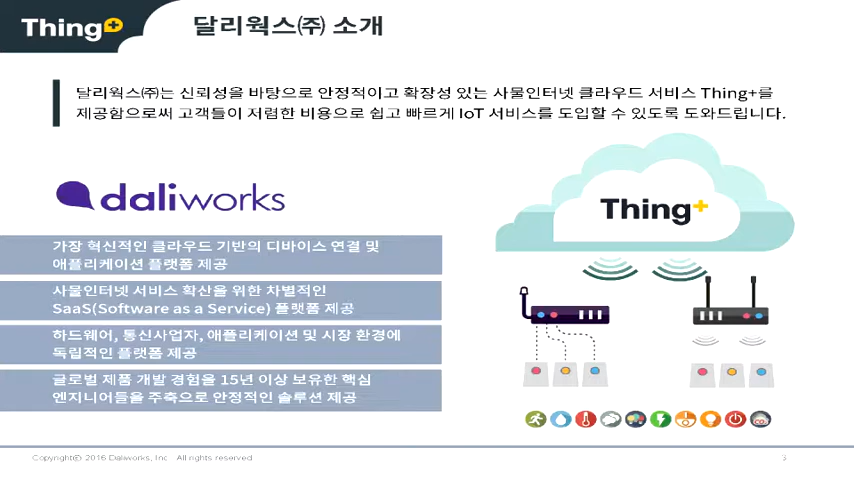 Thing+
달리웍스㈜ 소개
달리웍스㈜는 신뢰성을 바탕으로 안정적이고 확장성 있는 사물인터넷 클라우드 서비스 Thing+를
제공함으로써 고객들이 저렴한 비용으로 쉽고 빠르게 IoT 서비스를 도입할 수 있도록 도와드립니다.
daliworks
가장 혁신적인 클라우드 기반의 디바이스 연결 및
애플리케이션 플랫폼 제공
사물인터넷 서비스 확산을 위한 차별적인
SaaS(Software as a Service) 플랫폼 제공
하드웨어, 통신사업자, 애플리케이션 및 시장 환경에
독립적인 플랫폼 제공
글로벌 제품 개발 경험을 15년 이상 보유한 핵심
엔지니어들을 주축으로 안정적인 솔루션 제공
Thing+
Copyrightⓒ 2016 Daliworks, Inc All rights reserved